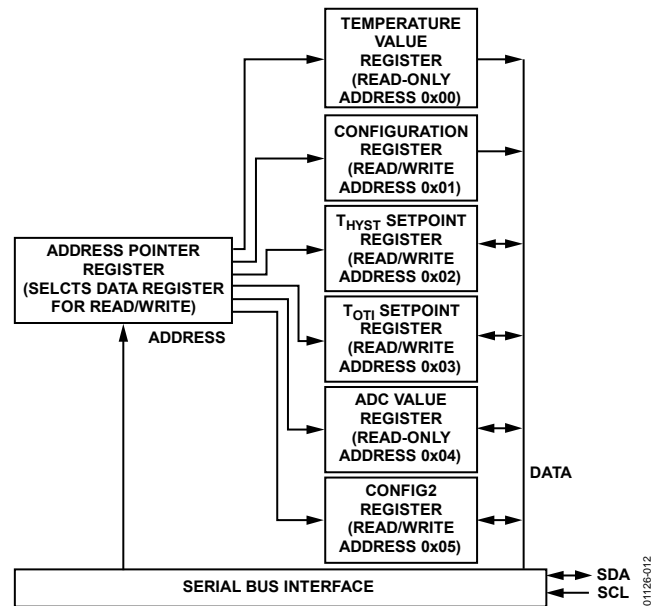 TEMPERATURE
VALUE
REGISTER
(READ-ONLY
ADDRESS 0x00)
CONFIGURATION
REGISTER
(READ/WRITE
ADDRESS 0x01)
THYST SETPOINT
REGISTER
(READ/WRITE
ADDRESS 0x02)
ADDRESS POINTER
REGISTER
(SELCTS DATA REGISTER
FOR READ/WRITE)
ADDRESS
TOTI SETPOINT
REGISTER
(READ/WRITE
ADDRESS 0x03)
ADC VALUE
REGISTER
(READ-ONLY
ADDRESS 0x04)
DATA
CONFIG2
REGISTER
(READ/WRITE
ADDRESS 0x05)
SERIAL BUS INTERFACE
SDA
SCL
01126-012